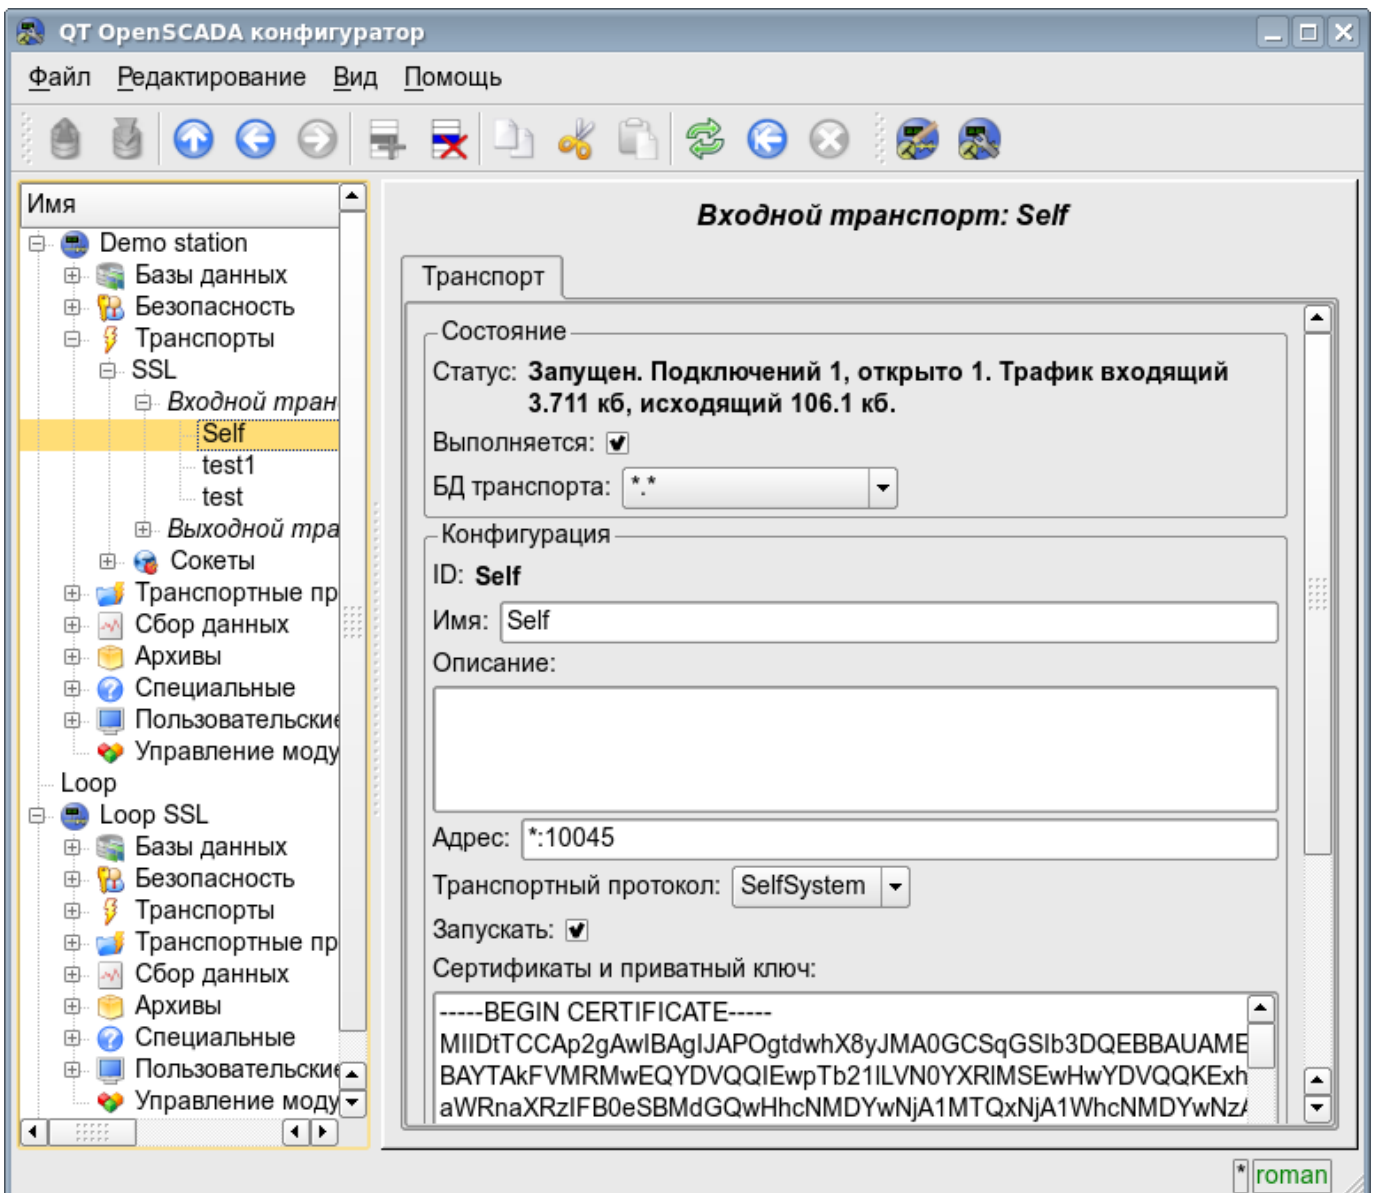 QT OpenSCADA конфигуратор
Файл Редактирование Вид Помощь
Имя
Demo station
Базы данных
Безопасность
Транспорты
SSL
Входной тран
Self
test1
test
Выходной тра
Сокеты
Транспортные пр
Сбор данных
Архивы
Специальные
Пользовательские
Управление моду
Loop
Loop SSL
Базы данных
Безопасность
Транспорты
Транспортные пр
Сбор данных
Архивы
Специальные
Пользовательские
Управление моду
Входной транспорт: Self
Транспорт
Состояние
Статус: Запущен. Подключений 1, открыто 1. Трафик входящий
3.711 кб, исходящий 106.1 кб.
Выполняется:
БД транспорта: *.*
Конфигурация
ID: Self
Имя: Self
Описание:
Адрес: *:10045
Транспортный протокол: SelfSystem
Запускать:
Сертификаты и приватный ключ:
-----BEGIN CERTIFICATE-----
MIIDtTCCAp2gAwIBAgIJAPOgtdwhX8yJMA0GCSqGSIb3DQEBBAUAME
BAYTAkFVMRMwEQYDVQQIEwpTb21lLVN0YXRlMSEwHwYDVQQKExh
aWRnaXRzIFB0eSBMdGQwHhcNMDYwNjA1MTQxNjA1WhcNMDYwNzA
* roman